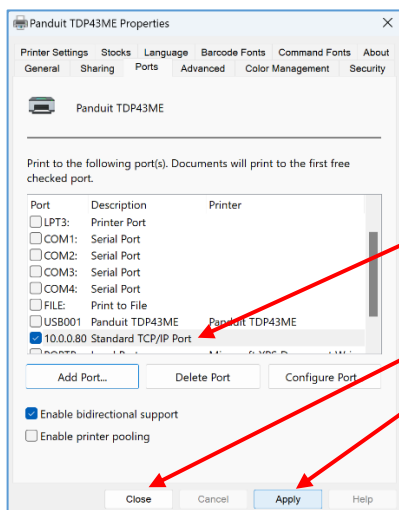 Panduit TDP43ME Properties
Printer Settings Stocks Language Barcode Fonts Command Fonts About
General Sharing Ports Advanced Color Management Security
Panduit TDP43ME
Print to the following port(s). Documents will print to the first free
checked port.
Port Description Printer
LPT3: Printer Port
COM1: Serial Port
COM2: Serial Port
COM3: Serial Port
COM4: Serial Port
FILE: Print to File
USB001 Panduit TDP43ME Panduit TDP43ME
10.0.0.80 Standard TCP/IP Port
Add Port... Delete Port Configure Port...
Enable bidirectional support
Enable printer pooling
Close Cancel Apply Help